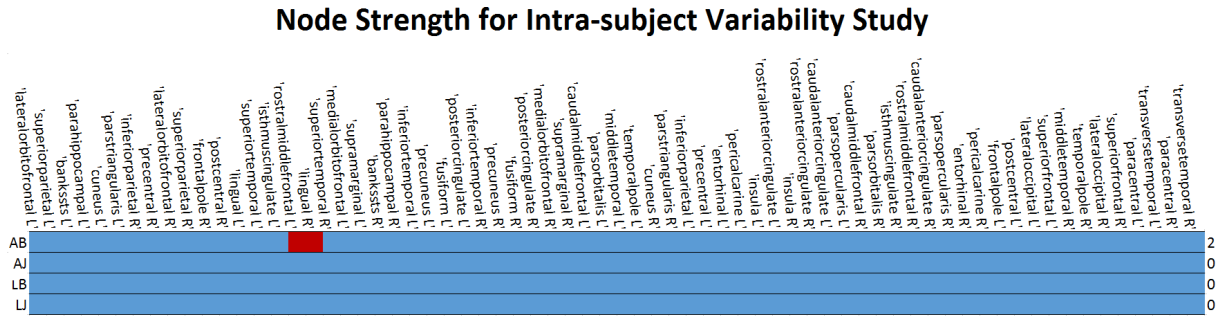 Node Strength for Intra-subject Variability Study
'lateralorbitofrontal L'
'superiorparietal L'
'bankssts L'
'parahippocampal L'
'cuneus L'
'parstriangularis L'
'inferiorparietal R'
'precentral R'
'lateralorbitofrontal R'
'superiorparietal R'
'frontalpole R'
'postcentral R'
'lingual L'
'superiortemporal L'
'isthmuscingulate L'
'rostralmiddlefrontal L'
'lingual R'
'superiortemporal R'
'medialorbitofrontal L'
'supramarginal L'
'bankssts R'
'parahippocampal R'
'inferiortemporal L'
'precuneus L'
'fusiform L'
'posteriorcingulate L'
'inferiortemporal R'
'precuneus R'
'fusiform R'
'posteriorcingulate R'
'medialorbitofrontal R'
'supramarginal R'
'caudalmiddlefrontal L'
'parsorbitalis L'
'middletemporal L'
'temporalpole L'
'cuneus R'
'parstriangularis R'
'inferiorparietal L'
'precentral L'
'entorhinal L'
'pericalcarine L'
'insula L'
'rostralanteriorcingulate L'
'insula R'
'rostralanteriorcingulate R'
'caudalanteriorcingulate L'
'parsopercularis L'
'caudalmiddlefrontal R'
'parsorbitalis R'
'isthmuscingulate R'
'rostralmiddlefrontal R'
'caudalanteriorcingulate R'
'parsopercularis R'
'entorhinal R'
'pericalcarine R'
'frontalpole L'
'postcentral L'
'lateraloccipital L'
'superiorfrontal L'
'middletemporal R'
'temporalpole R'
'lateraloccipital R'
'superiorfrontal R'
'paracentral L'
'transversetemporal L'
'paracentral R'
'transversetemporal R'
AB 2
AJ 0
LB 0
LJ 0